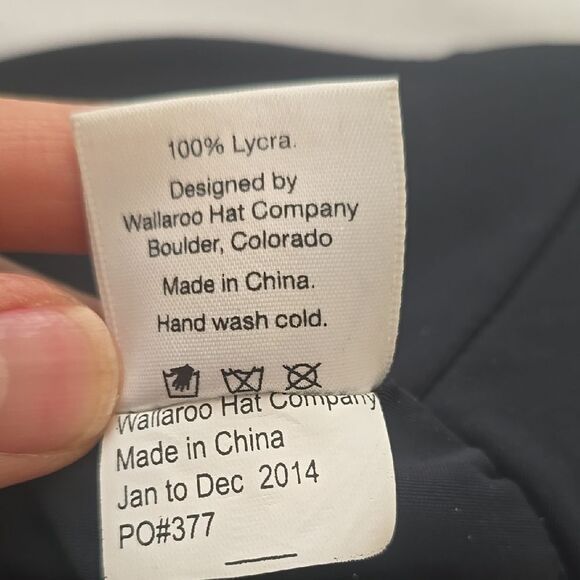 100% Lycra.
Designed by
Wallaroo Hat Company
Boulder, Colorado
Made in China.
Hand wash cold.
Wallaroo Hat Company
Made in China
Jan to Dec 2014
PO#377